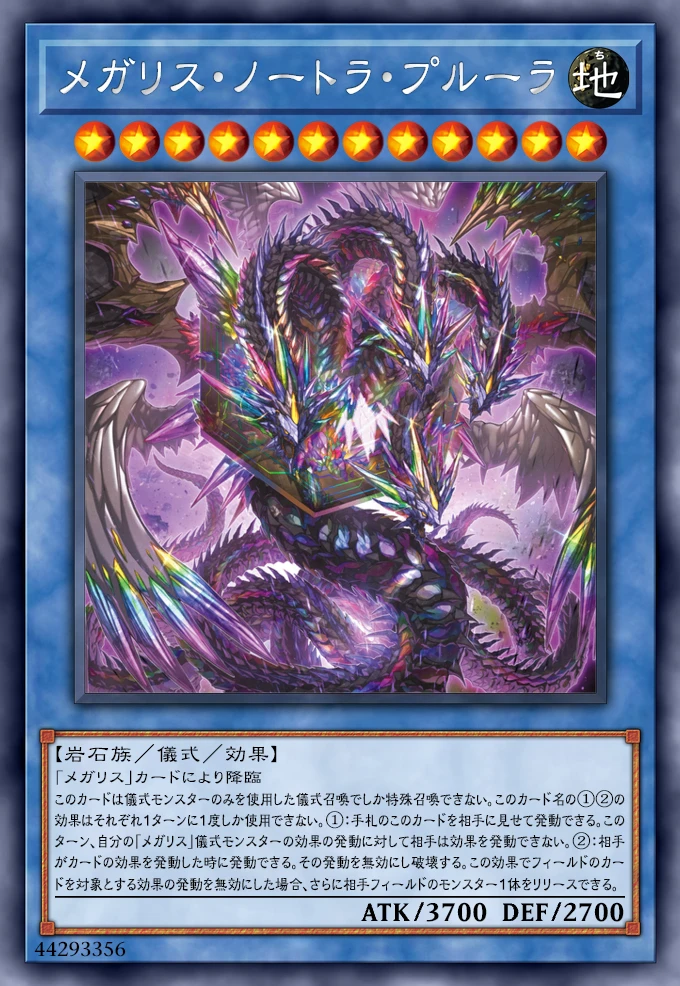 メガリス・ノートラ・プルーラ
ち
地
【岩石族／儀式／効果】
「メガリス」カードにより降臨
このカードは儀式モンスターのみを使用した儀式召喚でしか特殊召喚できない。このカード名の①②の
効果はそれぞれ1ターンに1度しか使用できない。①：手札のこのカードを相手に見せて発動できる。この
ターン、自分の「メガリス」儀式モンスターの効果の発動に対して相手は効果を発動できない。②：相手
がカードの効果を発動した時に発動できる。その発動を無効にし破壊する。この効果でフィールドのカー
ドを対象とする効果の発動を無効にした場合、さらに相手フィールドのモンスター1体をリリースできる。
ATK/3700 DEF/2700
44293356